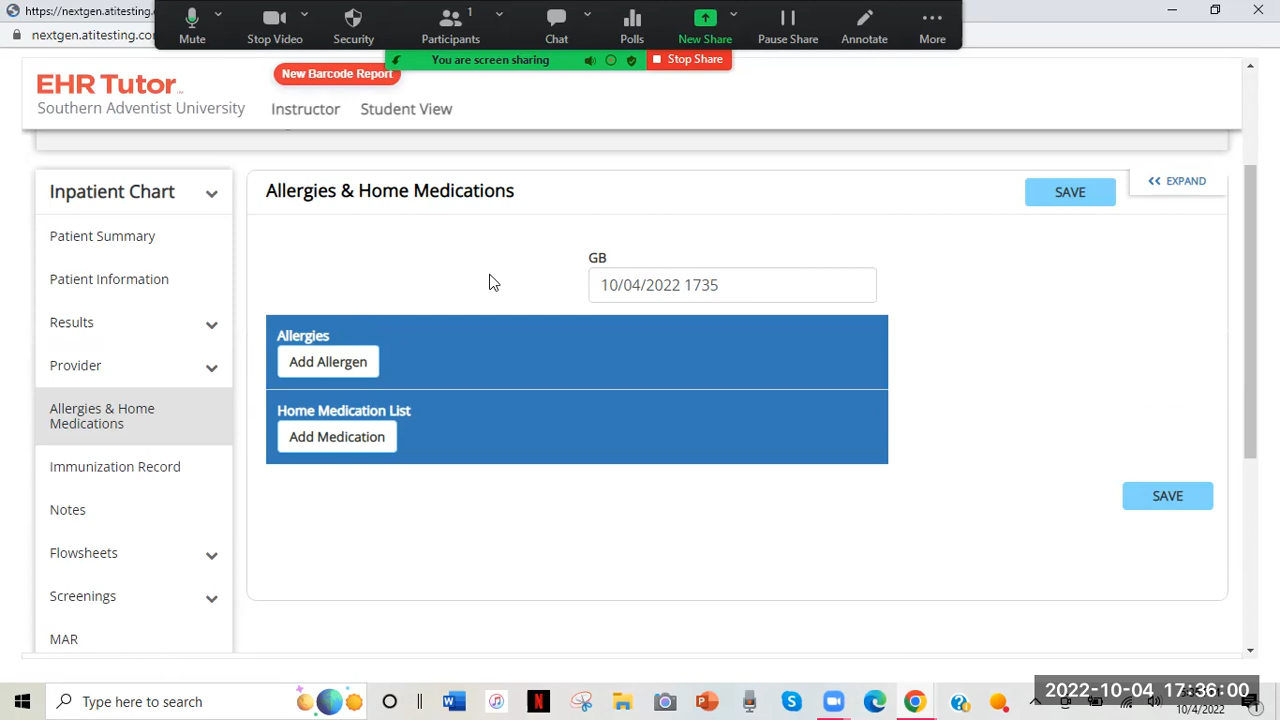 https://nextgen.atitesting.
nextgen.atitesting.co
Mute
Stop Video
Security
1
Participants
Chat
Polls
New Share
Pause Share
Annotate
More
You are screen sharing
Stop Share
EHR Tutor
New Barcode Report
Southern Adventist University
Instructor
Student View
Inpatient Chart
Patient Summary
Patient Information
Results
Provider
Allergies & Home
Medications
Immunization Record
Notes
Flowsheets
Screenings
MAR
Allergies & Home Medications
SAVE
<< EXPAND
GB
10/04/2022 1735
Allergies
Add Allergen
Home Medication List
Add Medication
SAVE
Type here to search
2022-10-04 17:36:00
10/4/2022